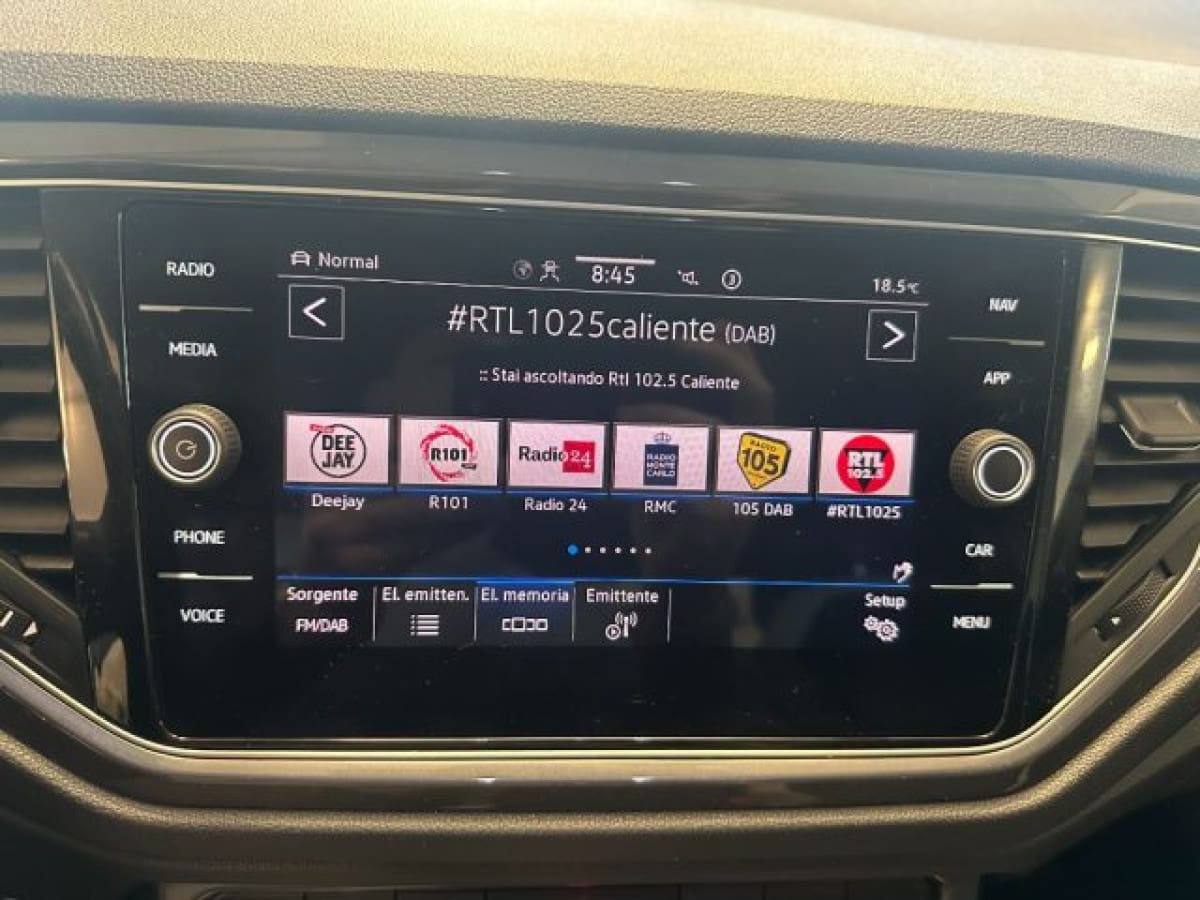 RADIO
MEDIA
PHONE
VOICE
Normal
8:45
3
18.5°C
#RTL1025caliente (DAB)
:: Stai ascoltando Rtl 102.5 Caliente
DEE
JAY
R101
Radio 24
RADIO
MONTE
CARLO
RADIO
105
RTL
102.5
Deejay
R101
Radio 24
RMC
105 DAB
#RTL1025
Sorgente
FM/DAB
El. emitten.
El. memoria
Emittente
Setup
NAV
APP
CAR
MENU